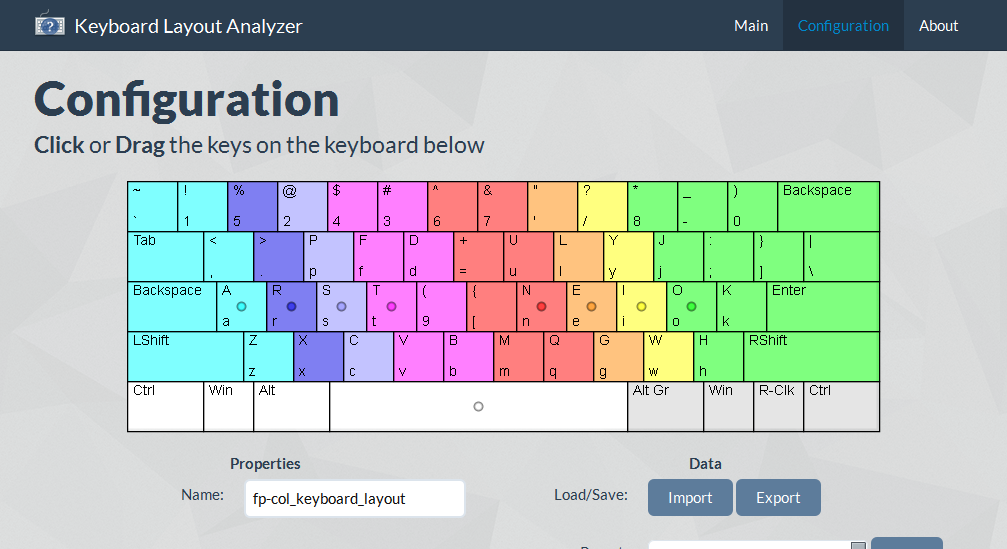 Keyboard Layout Analyzer Main Configuration About
Configuration
Click or Drag the keys on the keyboard below
~ ! % @ $ # ^ & " ? * _ ) Backspace
` 1 5 2 4 3 6 7 ' / 8 - 0
Tab < > P F D + U L Y J : } |
, . p f d = u l y j ; ] \
Backspace A R S T ( { N E I O K Enter
a r s t 9 [ n e i o k
LShift Z X C V B M Q G W H RShift
z x c v b m q g w h
Ctrl Win Alt Alt Gr Win R-Clk Ctrl
Properties Data
Name: fp-col_keyboard_layout Load/Save: Import Export